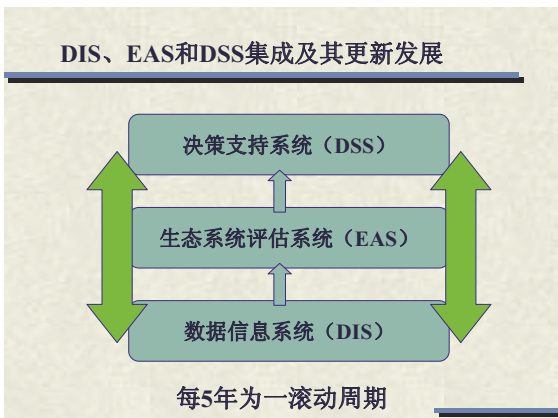 DIS、EAS和DSS集成及其更新发展
决策支持系统（DSS）
生态系统评估系统（EAS）
数据信息系统（DIS）
每5年为一滚动周期